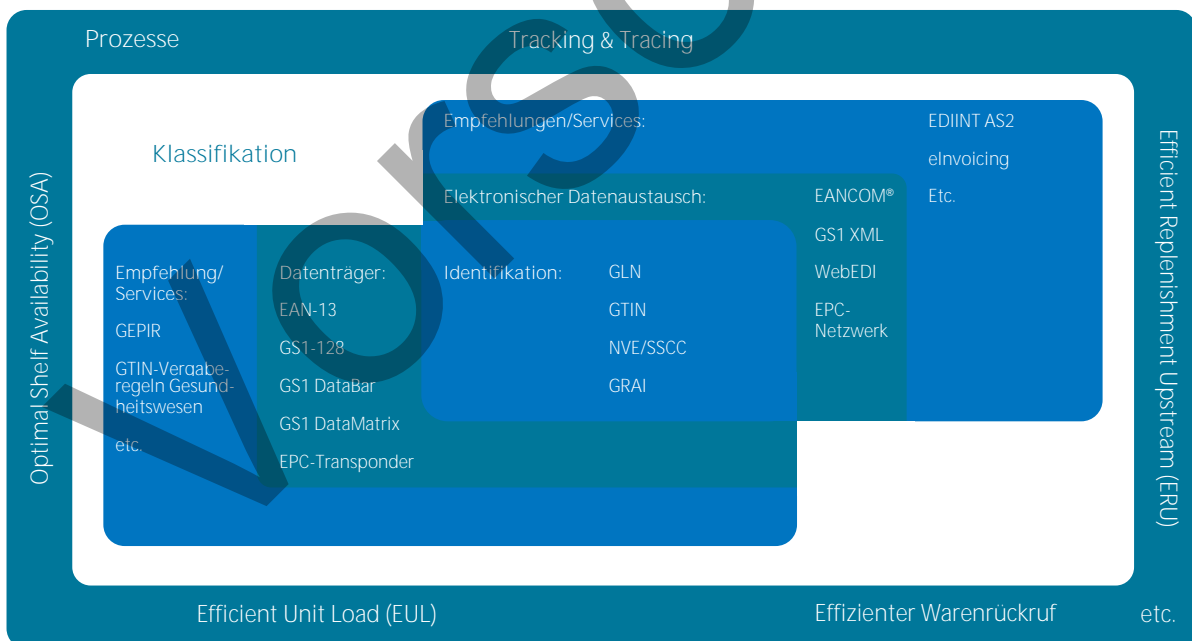 Prozesse
Tracking & Tracing
Klassifikation
Empfehlungen/Services:
EDIINT AS2
eInvoicing
Etc.
Elektronischer Datenaustausch:
EANCOM®
GS1 XML
WebEDI
EPC-
Netzwerk
Identifikation:
GLN
GTIN
NVE/SSCC
GRAI
Datenträger:
EAN-13
GS1-128
GS1 DataBar
GS1 DataMatrix
EPC-Transponder
Empfehlung/
Services:
GEPIR
GTIN-Vergabe-
regeln Gesund-
heitswesen
etc.
Optimal Shelf Availability (OSA)
Efficient Replenishment Upstream (ERU)
Efficient Unit Load (EUL)
Effizienter Warenrückruf
etc.